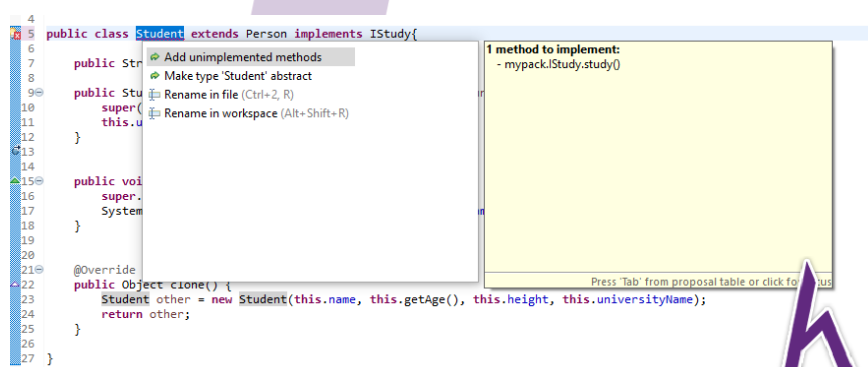 4
5 public class Student extends Person implements IStudy{
6
7 public Str
8
9 public Stu
10 super(
11 this.u
12 }
13
14
15 public voi
16 super.
17 System
18 }
19
20
21 @Override
22 public Object clone() {
23 Student other = new Student(this.name, this.getAge(), this.height, this.universityName);
24 return other;
25 }
26
27 }
Add unimplemented methods
Make type 'Student' abstract
Rename in file (Ctrl+2, R)
Rename in workspace (Alt+Shift+R)
1 method to implement:
- mypack.IStudy.study()
Press 'Tab' from proposal table or click for